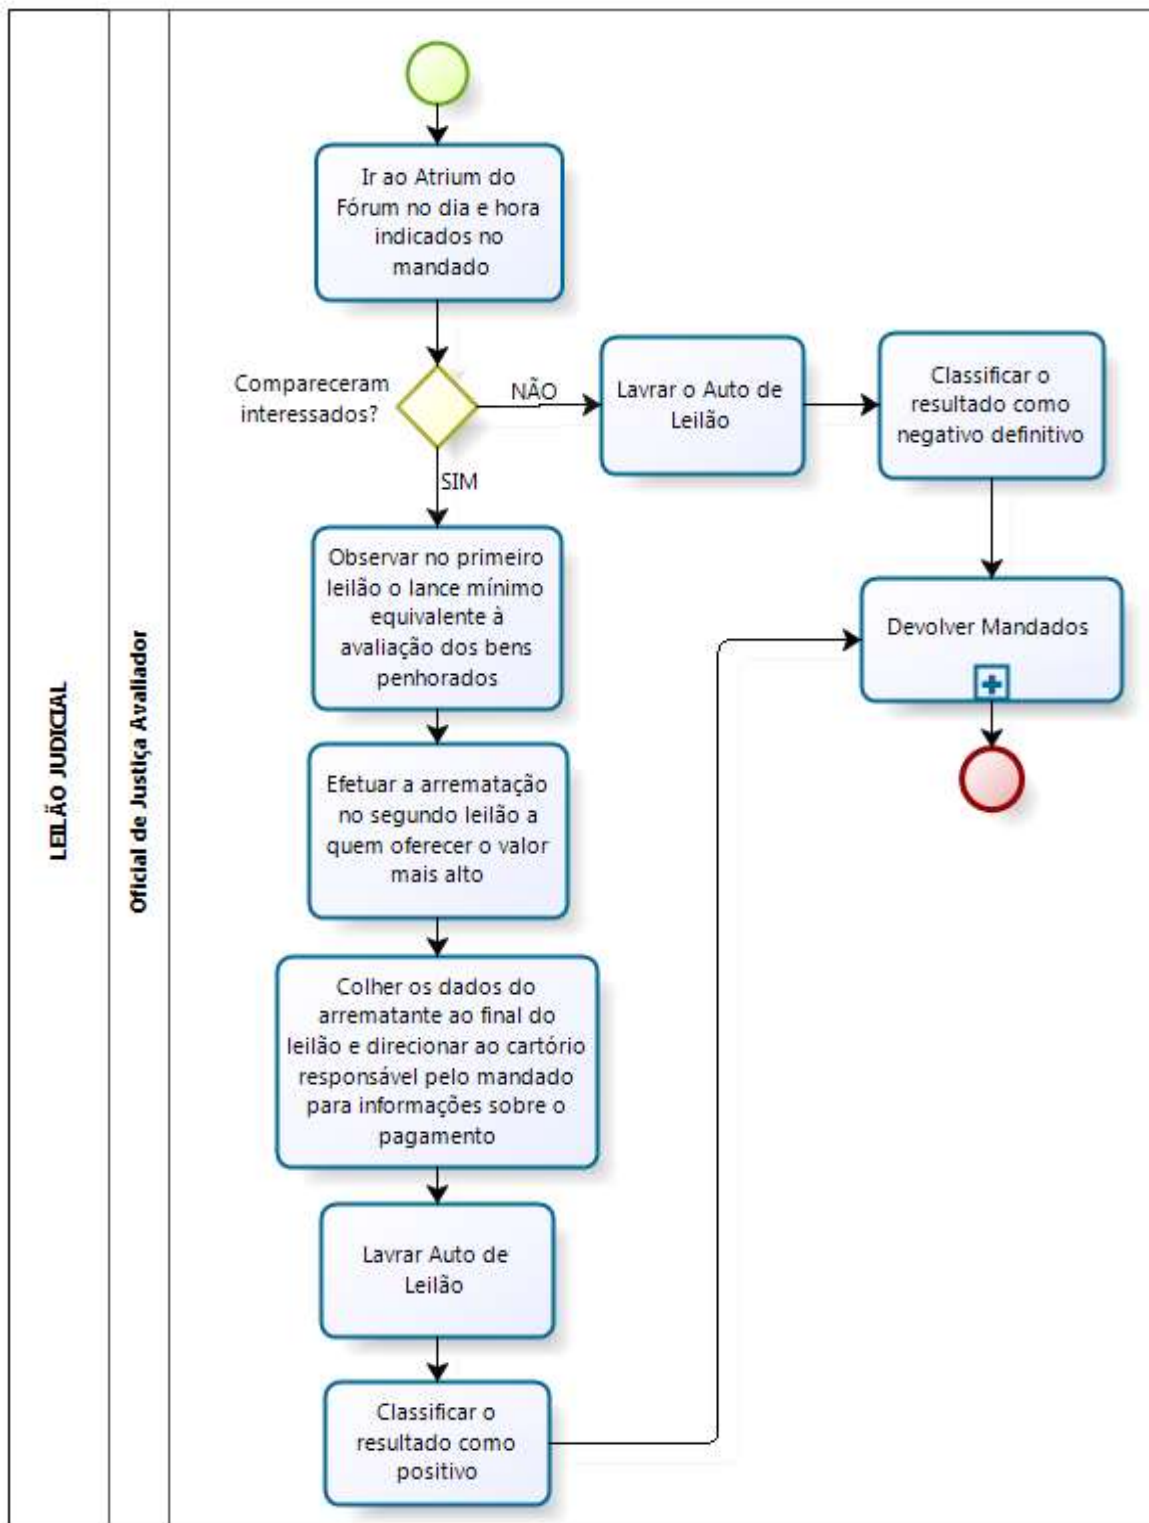 LEILÃO JUDICIAL
Oficial de Justiça Avaliador
Ir ao Atrium do
Fórum no dia e hora
indicados no
mandado
Compareceram
interessados?
NÃO
Lavrar o Auto de
Leilão
Classificar o
resultado como
negativo definitivo
SIM
Observar no primeiro
leilão o lance mínimo
equivalente à
avaliação dos bens
penhorados
Devolver Mandados
Efetuar a arrematação
no segundo leilão a
quem oferecer o valor
mais alto
Colher os dados do
arrematante ao final do
leilão e direcionar ao cartório
responsável pelo mandado
para informações sobre o
pagamento
Lavrar Auto de
Leilão
Classificar o
resultado como
positivo